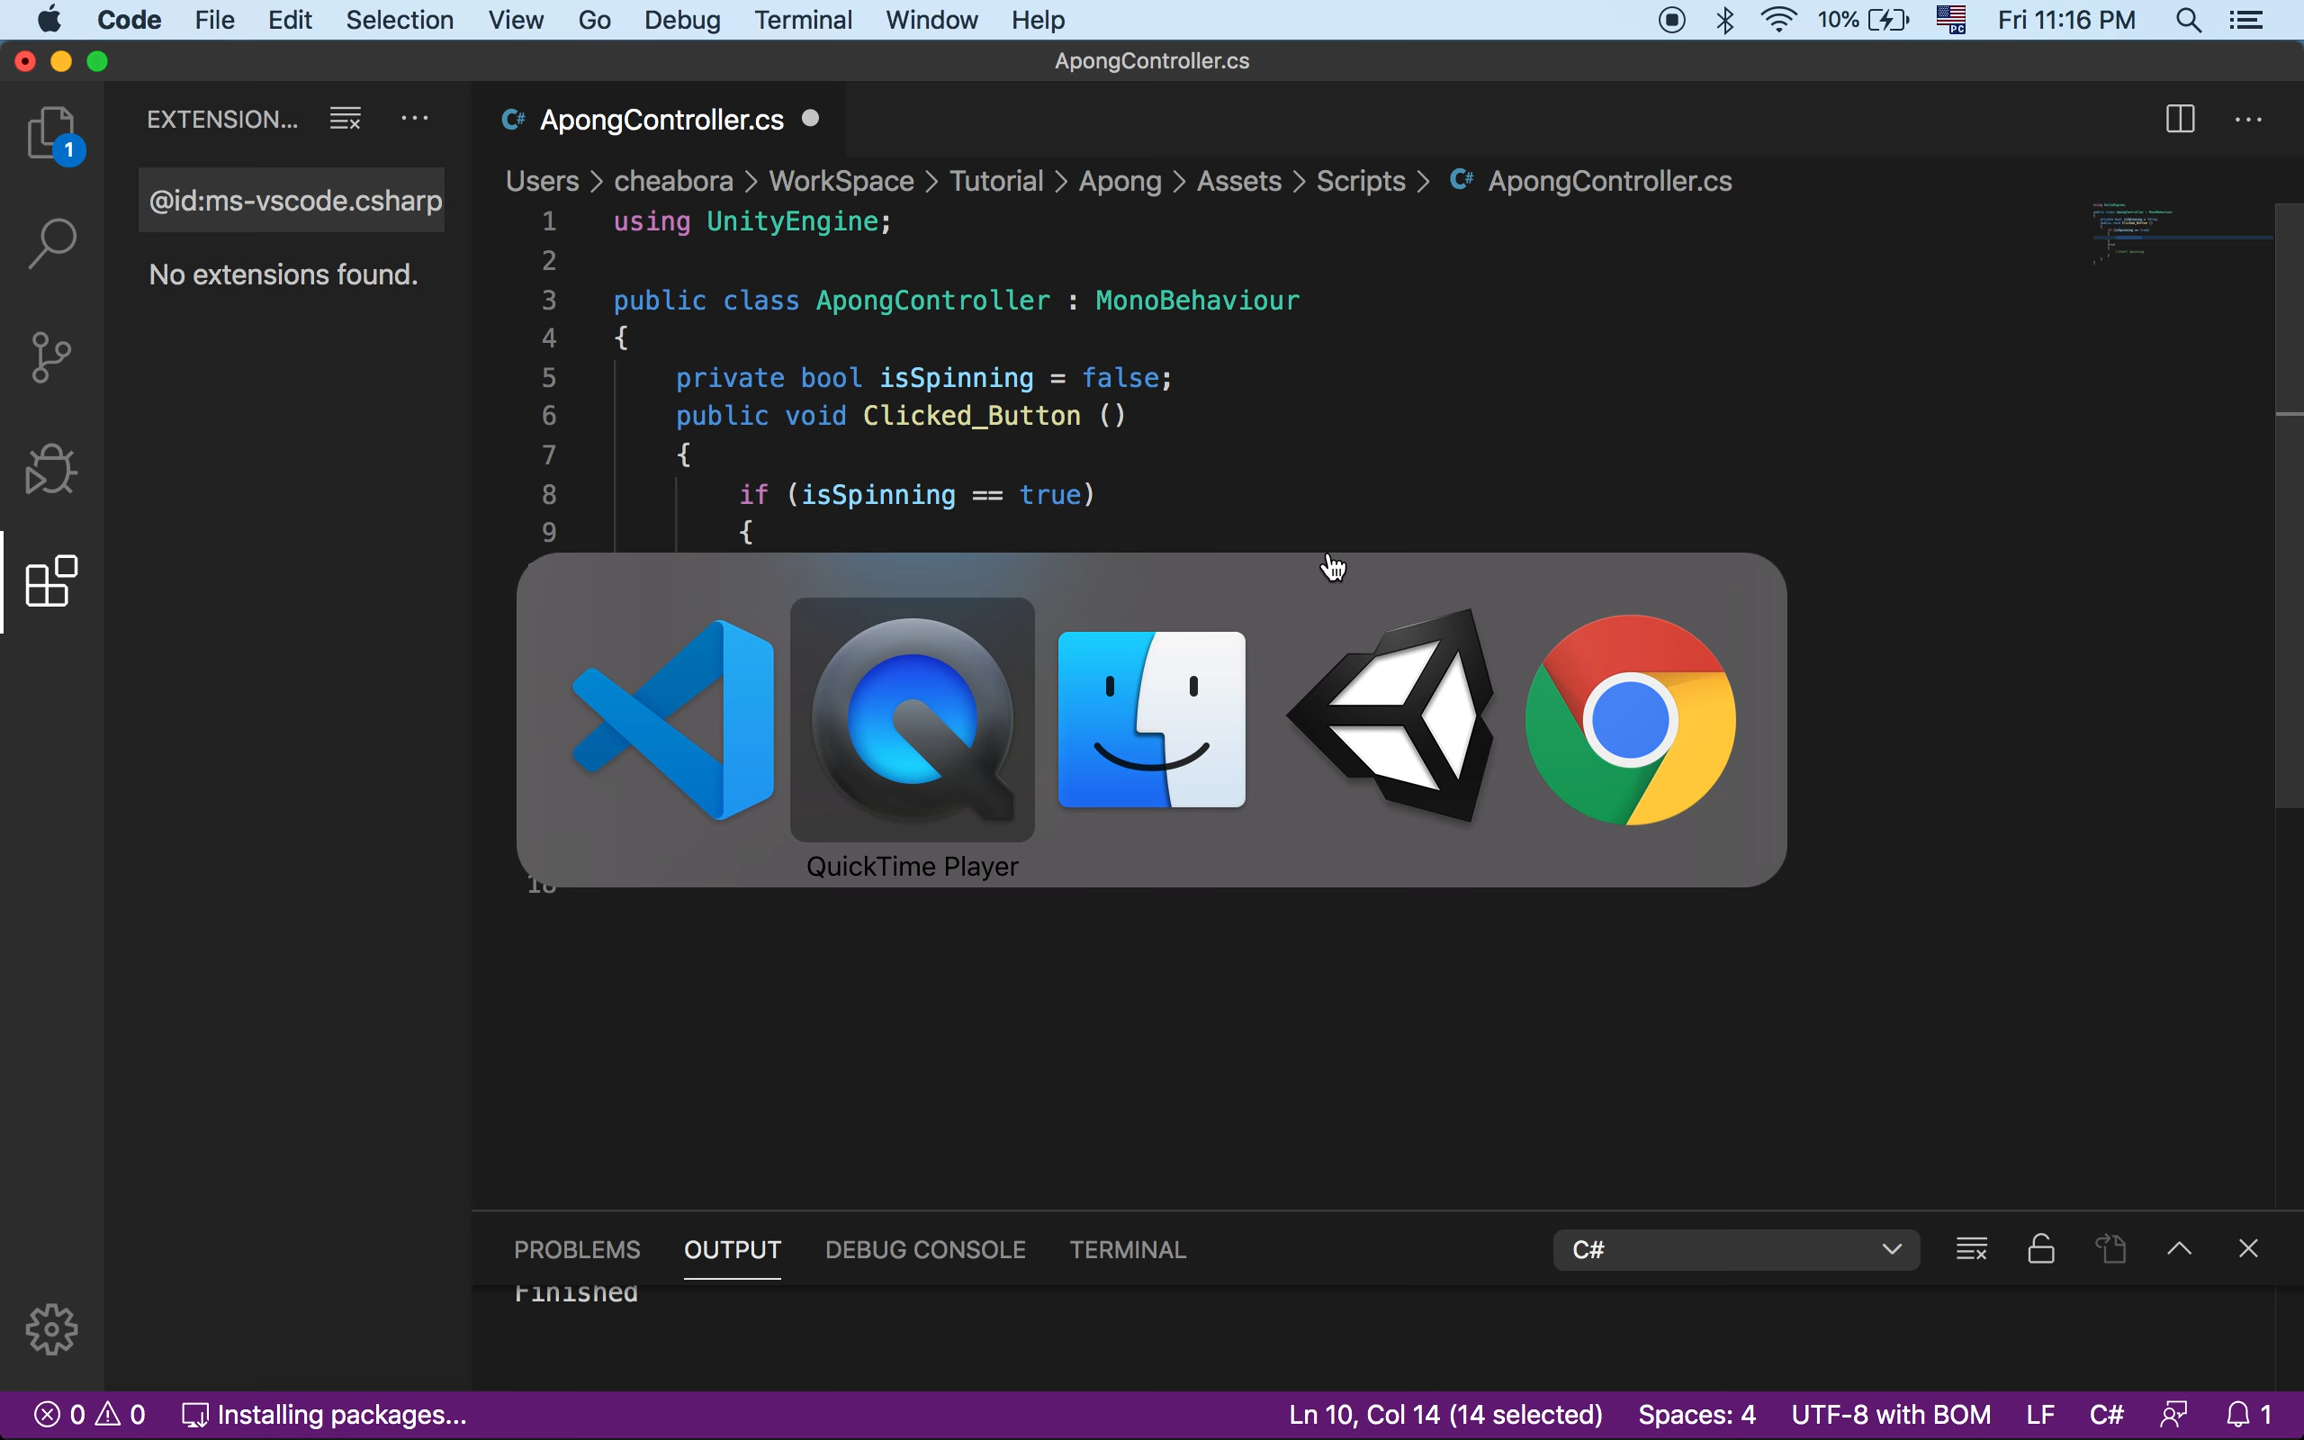 Code File Edit Selection View Go Debug Terminal Window Help 10% PC Fri 11:16 PM
ApongController.cs
EXTENSION... C# ApongController.cs
1
@id:ms-vscode.csharp
No extensions found.
Users > cheabora > WorkSpace > Tutorial > Apong > Assets > Scripts > C# ApongController.cs
1 using UnityEngine;
2
3 public class ApongController : MonoBehaviour
4 {
5 private bool isSpinning = false;
6 public void Clicked_Button ()
7 {
8 if (isSpinning == true)
9 {
QuickTime Player
18
PROBLEMS OUTPUT DEBUG CONSOLE TERMINAL C#
Finished
0 0 Installing packages... Ln 10, Col 14 (14 selected) Spaces: 4 UTF-8 with BOM LF C# 1